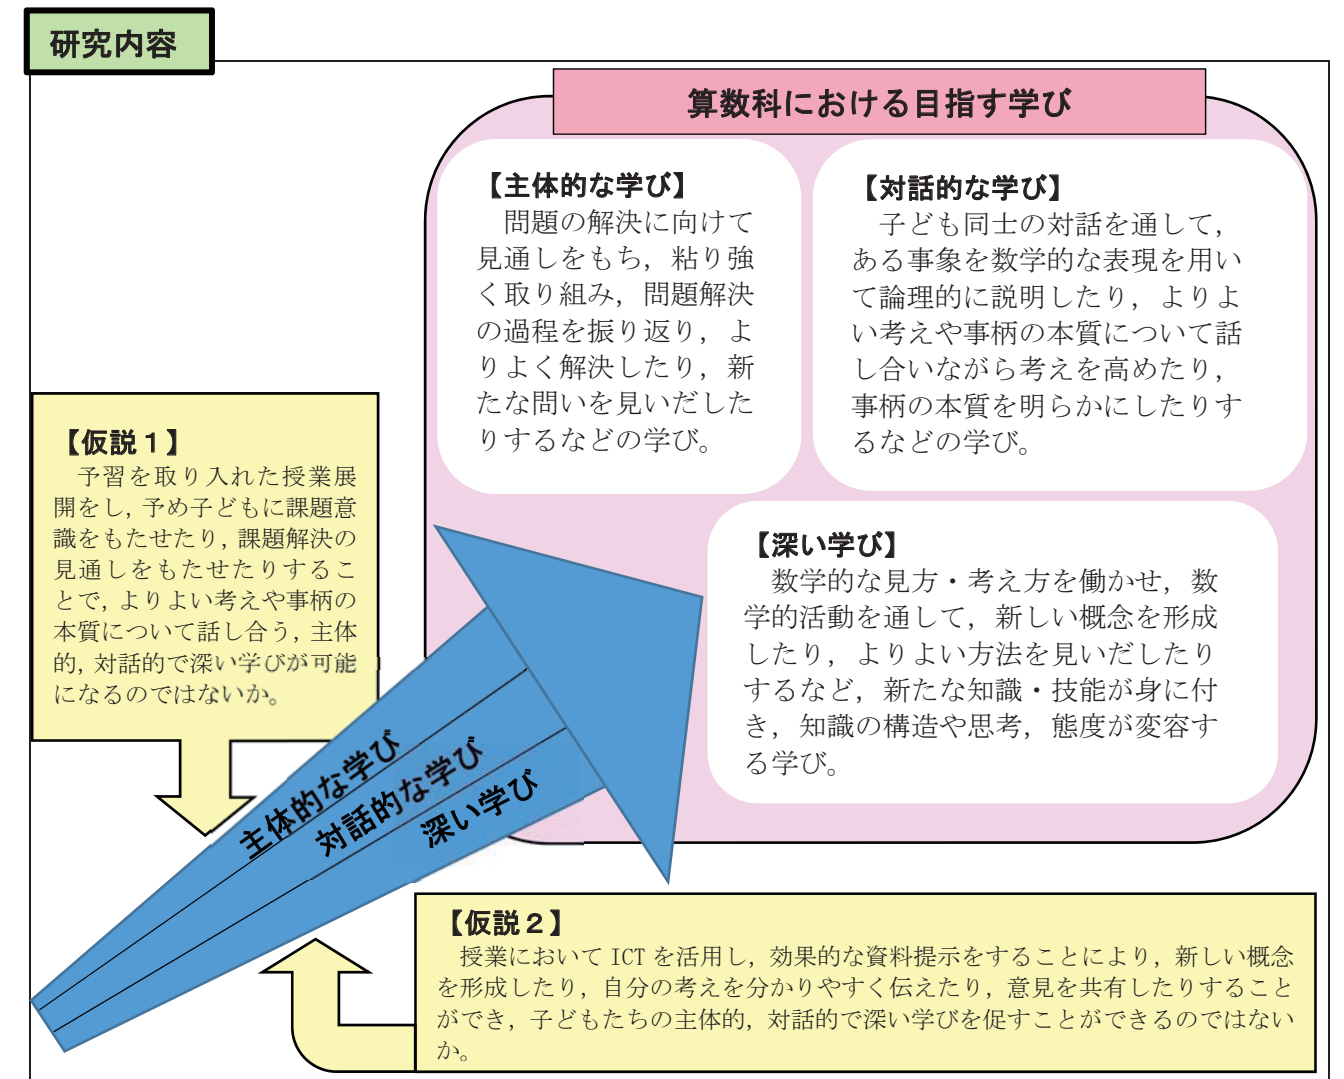 研究内容
算数科における目指す学び
【主体的な学び】
問題の解決に向けて
見通しをもち，粘り強
く取り組み，問題解決
の過程を振り返り，よ
りよく解決したり，新
たな問いを見いだした
りするなどの学び。
【対話的な学び】
子ども同士の対話を通して，
ある事象を数学的な表現を用い
て論理的に説明したり，よりよ
い考えや事柄の本質について話
し合いながら考えを高めたり，
事柄の本質を明らかにしたりす
るなどの学び。
【仮説１】
予習を取り入れた授業展
開をし，予め子どもに課題意
識をもたせたり，課題解決の
見通しをもたせたりするこ
とで，よりよい考えや事柄の
本質について話し合う，主体
的，対話的で深い学びが可能
になるのではないか。
【深い学び】
数学的な見方・考え方を働かせ，数
学的活動を通して，新しい概念を形成
したり，よりよい方法を見いだしたり
するなど，新たな知識・技能が身に付
き，知識の構造や思考，態度が変容す
る学び。
主体的な学び
対話的な学び
深い学び
【仮説２】
授業において ICT を活用し，効果的な資料提示をすることにより，新しい概念
を形成したり，自分の考えを分かりやすく伝えたり，意見を共有したりすること
ができ，子どもたちの主体的，対話的で深い学びを促すことができるのではない
か。